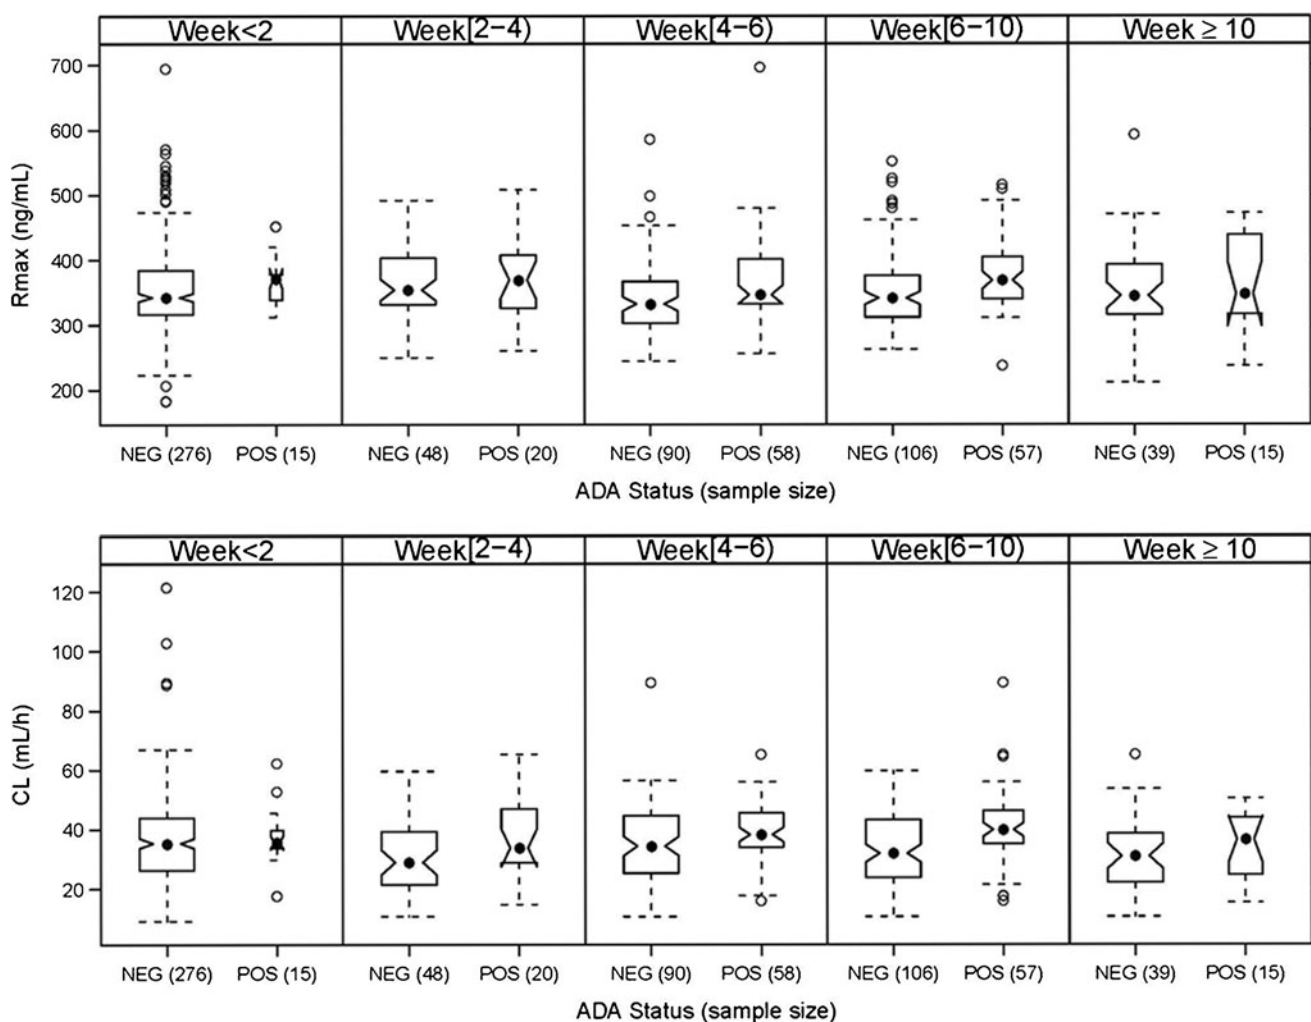 Week<2 Week[2−4) Week[4−6) Week[6−10) Week ≥ 10
700
600
500
400
300
200
Rmax (ng/mL)
NEG (276) POS (15) NEG (48) POS (20) NEG (90) POS (58) NEG (106) POS (57) NEG (39) POS (15)
ADA Status (sample size)
Week<2 Week[2−4) Week[4−6) Week[6−10) Week ≥ 10
120
100
80
60
40
20
CL (mL/h)
NEG (276) POS (15) NEG (48) POS (20) NEG (90) POS (58) NEG (106) POS (57) NEG (39) POS (15)
ADA Status (sample size)